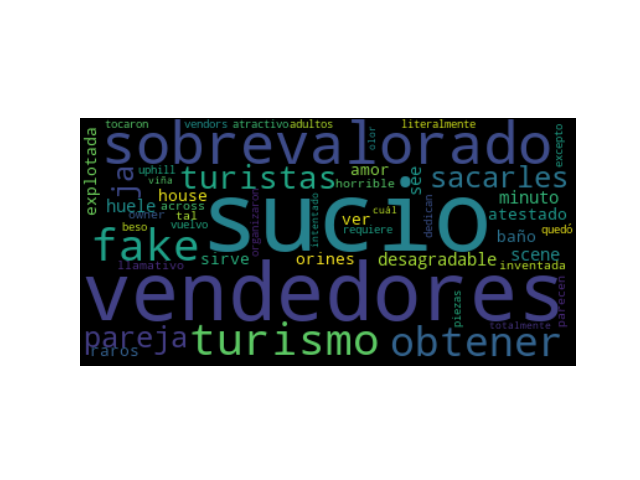 tocaron vendors atractivo adultos olor literalmente excepto
sobrevalorado
explotada ja uphill turistas amor see sacarles
viña horrible
huele house across owner tal vuelvo beso
sucio
organizaron intentado ver cuál requiere dedican minuto atestado quedó
fake sirve orines desagradable baño scene
llamativo inventada parecen
vendedores
piezas totalmente
pareja turismo obtener
raros